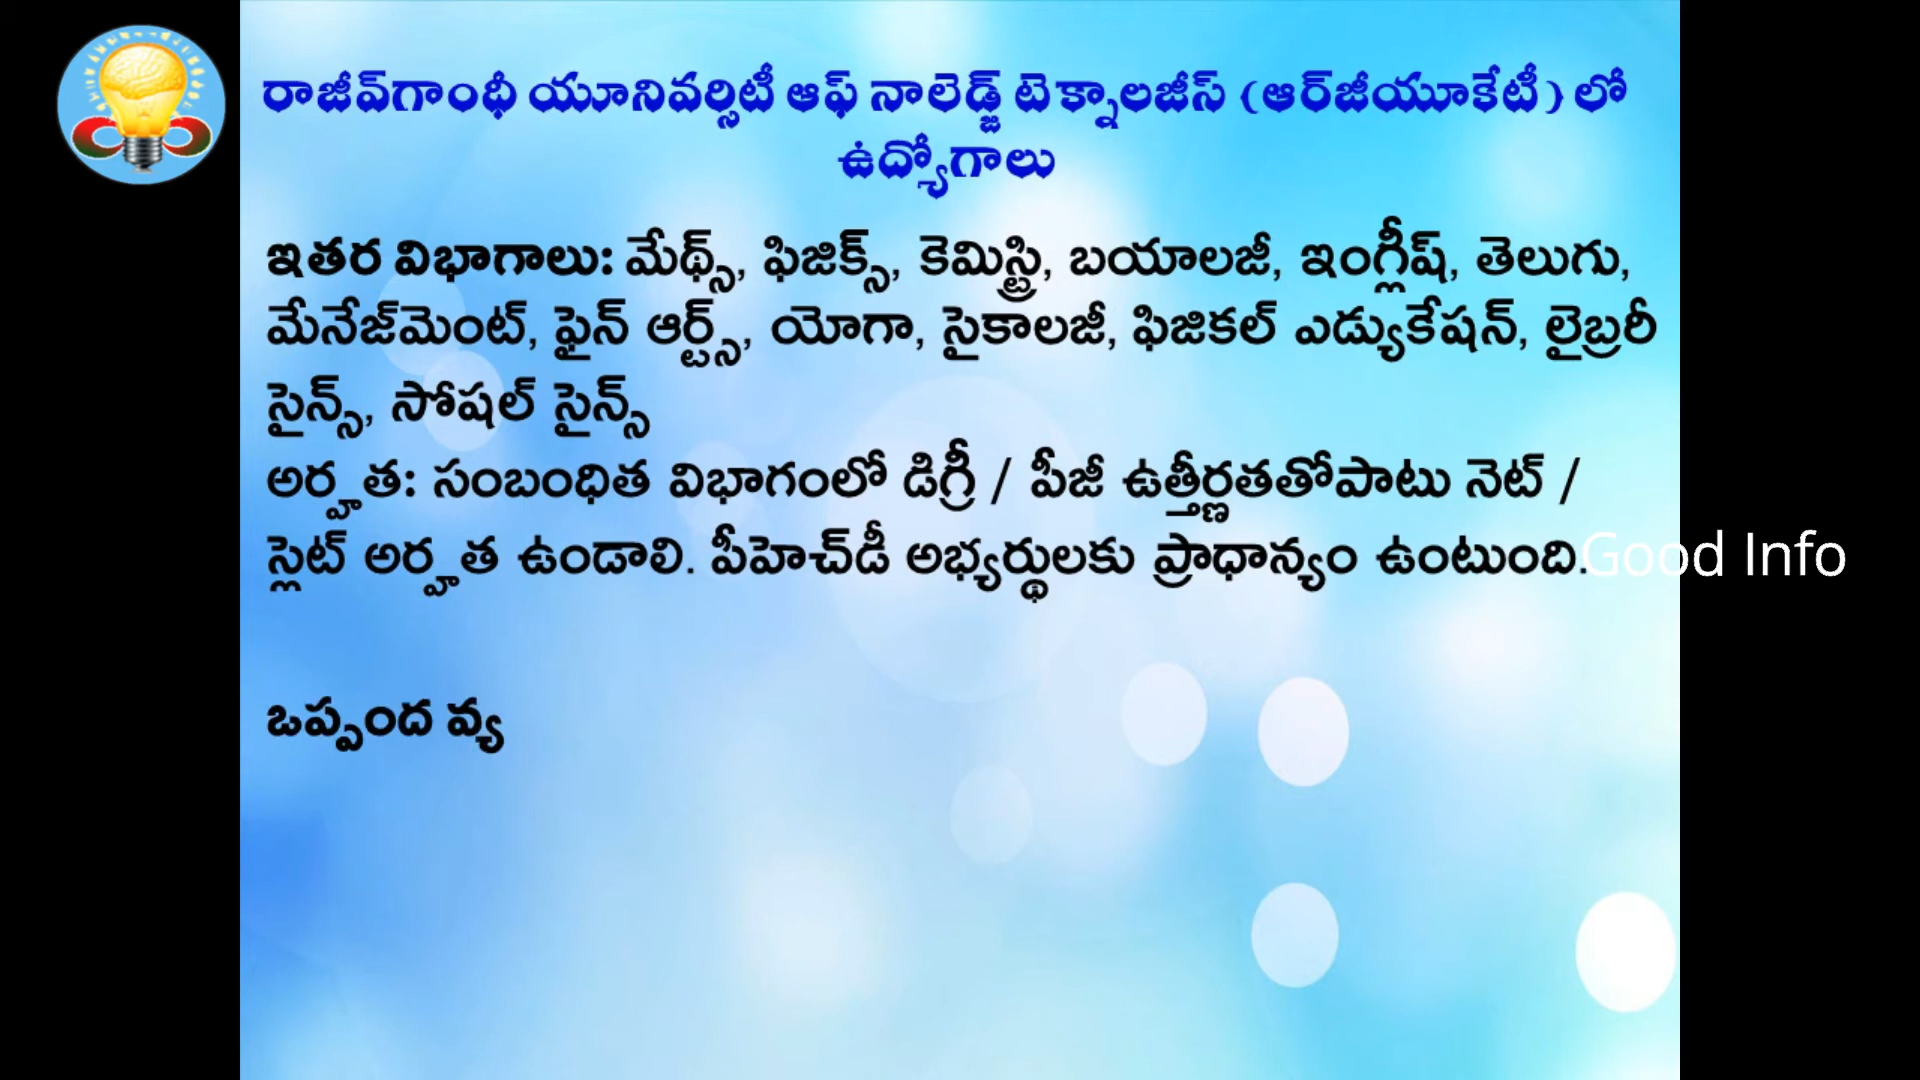 రాజీవ్‌గాంధీ యూనివర్సిటీ ఆఫ్ నాలెడ్జ్ టెక్నాలజీస్ (ఆర్‌జీయూకేటీ) లో
ఉద్యోగాలు
ఇతర విభాగాలు: మేథ్స్, ఫిజిక్స్, కెమిస్ట్రి, బయాలజీ, ఇంగ్లీష్, తెలుగు,
మేనేజ్‌మెంట్, ఫైన్ ఆర్ట్స్, యోగా, సైకాలజీ, ఫిజికల్ ఎడ్యుకేషన్, లైబ్రరీ
సైన్స్, సోషల్ సైన్స్
అర్హత: సంబంధిత విభాగంలో డిగ్రీ / పీజీ ఉత్తీర్ణతతోపాటు నెట్ /
స్లెట్ అర్హత ఉండాలి. పీహెచ్‌డీ అభ్యర్థులకు ప్రాధాన్యం ఉంటుంది.
Good Info
ఒప్పంద వ్య